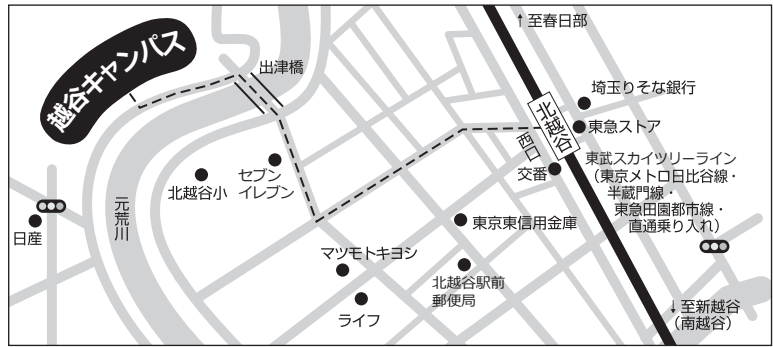 ↑至春日部
越谷キャンパス
出津橋
埼玉りそな銀行
北越谷
東急ストア
西口
東武スカイツリーライン
（東京メトロ日比谷線・
半蔵門線・
東急田園都市線・
直通乗り入れ）
交番
セブン
イレブン
北越谷小
元荒川
日産
東京東信用金庫
マツモトキヨシ
北越谷駅前
郵便局
ライフ
↓至新越谷
（南越谷）